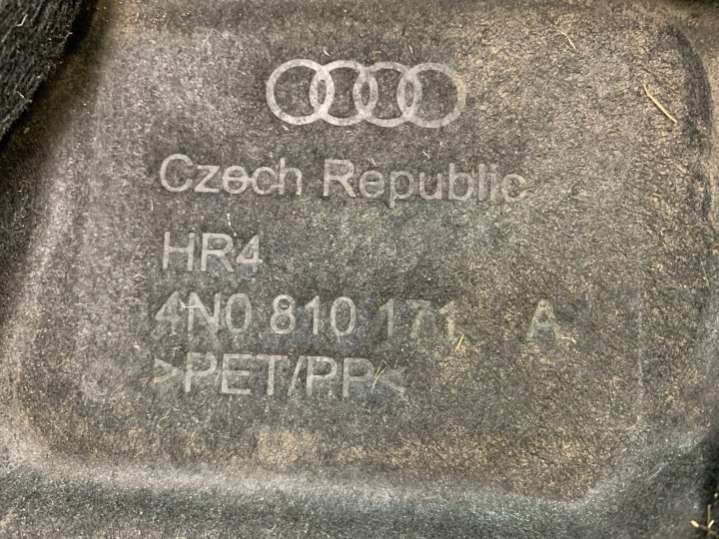 Czech Republic
HR4
4N0 810 171 A
>PET/PP<